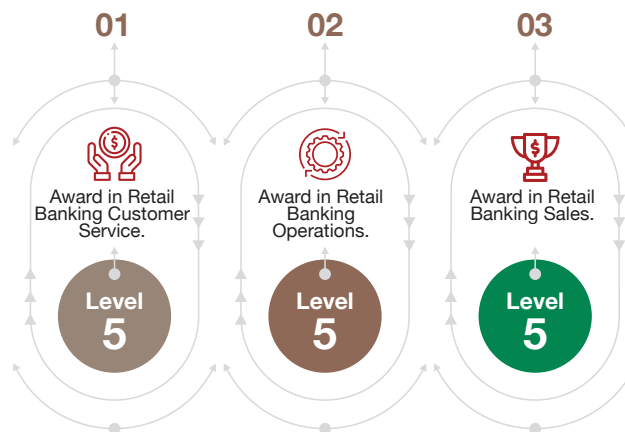 01
Award in Retail
Banking Customer
Service.
Level
5
02
Award in Retail
Banking
Operations.
Level
5
03
Award in Retail
Banking Sales.
Level
5